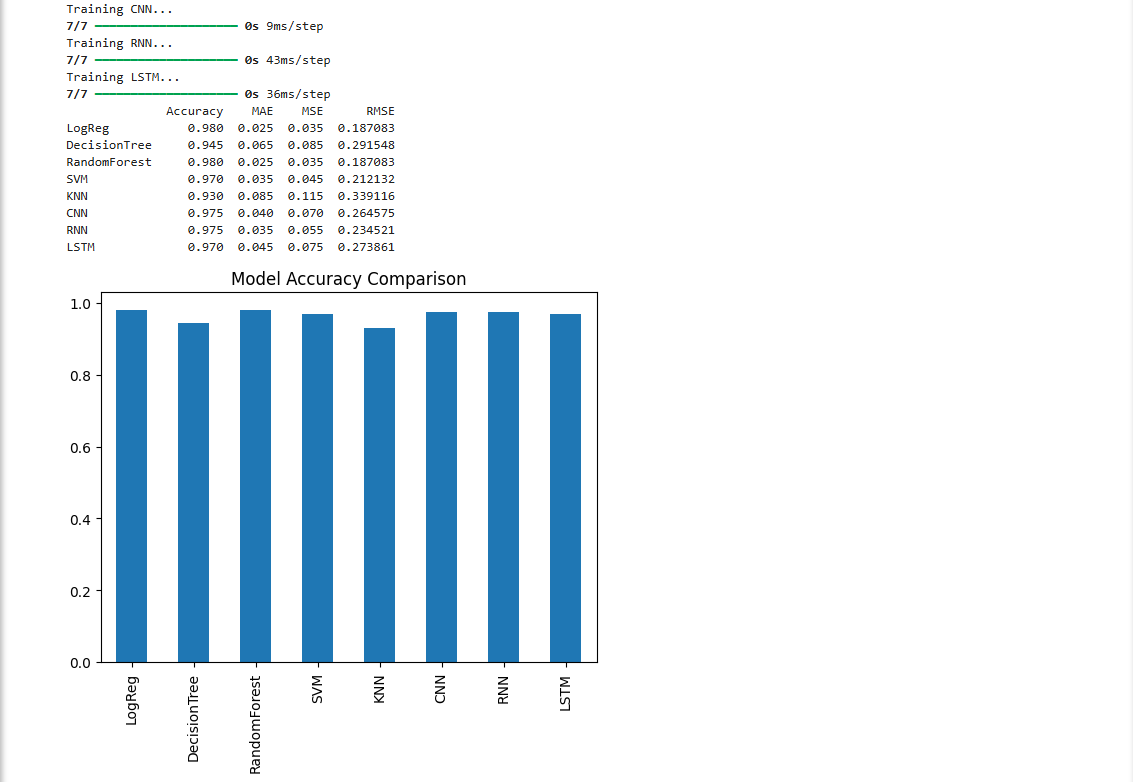 Training CNN...
7/7 ━━━━━━━━━━━━━━━━━━━━ 0s 9ms/step
Training RNN...
7/7 ━━━━━━━━━━━━━━━━━━━━ 0s 43ms/step
Training LSTM...
7/7 ━━━━━━━━━━━━━━━━━━━━ 0s 36ms/step
Accuracy MAE MSE RMSE
LogReg 0.980 0.025 0.035 0.187083
DecisionTree 0.945 0.065 0.085 0.291548
RandomForest 0.980 0.025 0.035 0.187083
SVM 0.970 0.035 0.045 0.212132
KNN 0.930 0.085 0.115 0.339116
CNN 0.975 0.040 0.070 0.264575
RNN 0.975 0.035 0.055 0.234521
LSTM 0.970 0.045 0.075 0.273861
Model Accuracy Comparison
1.0
0.8
0.6
0.4
0.2
0.0
LogReg
DecisionTree
RandomForest
SVM
KNN
CNN
RNN
LSTM